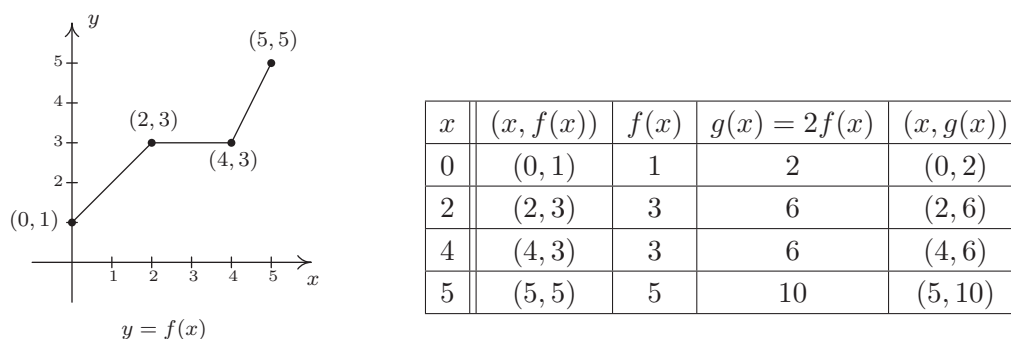 y
(5, 5)
5
4
(2, 3)
3
(4, 3)
2
(0, 1)
1 2 3 4 5
x
y = f(x)
x (x, f(x)) f(x) g(x) = 2f(x) (x, g(x))
0 (0, 1) 1 2 (0, 2)
2 (2, 3) 3 6 (2, 6)
4 (4, 3) 3 6 (4, 6)
5 (5, 5) 5 10 (5, 10)